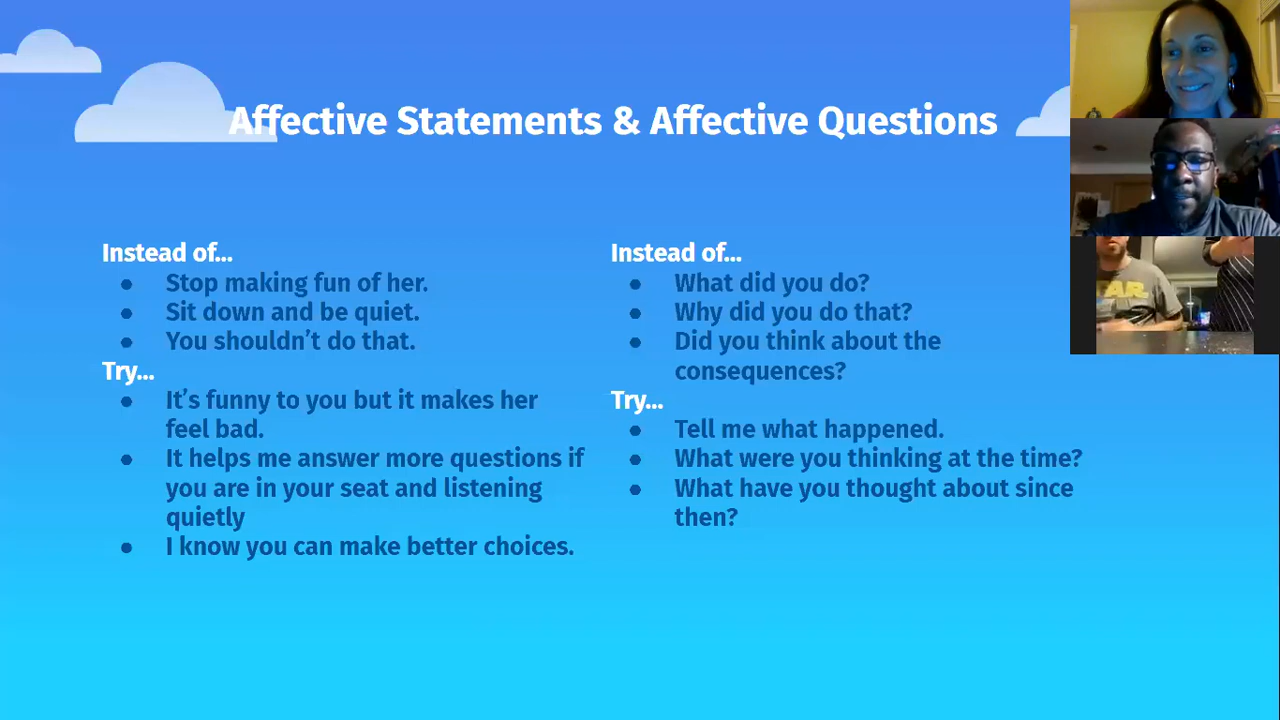 Affective Statements & Affective Questions
Instead of...
● Stop making fun of her.
● Sit down and be quiet.
● You shouldn't do that.
Try...
● It's funny to you but it makes her
feel bad.
● It helps me answer more questions if
you are in your seat and listening
quietly
● I know you can make better choices.
Instead of...
● What did you do?
● Why did you do that?
● Did you think about the
consequences?
Try...
● Tell me what happened.
● What were you thinking at the time?
● What have you thought about since
then?